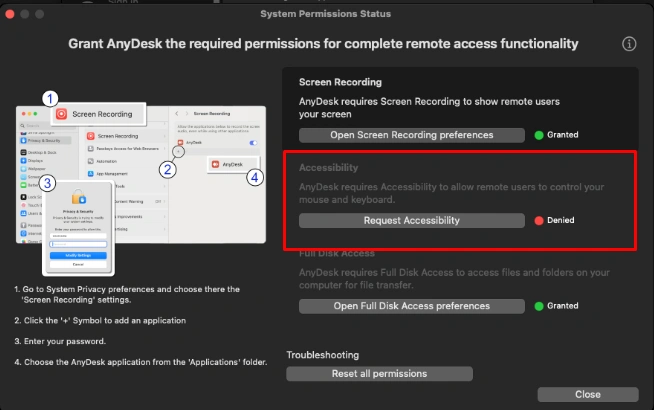 System Permissions Status
Grant AnyDesk the required permissions for complete remote access functionality
1
Screen Recording
Screen Recording
Privacy & Security
Screen Recording
Passkeys Access for Web Browsers
Automation
App Management
AnyDesk
AnyDesk
2
4
3
Privacy & Security
Modify Settings
Cancel
1. Go to System Privacy preferences and choose there the
'Screen Recording' settings.
2. Click the '+' Symbol to add an application
3. Enter your password.
4. Choose the AnyDesk application from the 'Applications' folder.
Screen Recording
AnyDesk requires Screen Recording to show remote users
your screen
Open Screen Recording preferences
Granted
Accessibility
AnyDesk requires Accessibility to allow remote users to control your
mouse and keyboard.
Request Accessibility
Denied
Full Disk Access
AnyDesk requires Full Disk Access to access files and folders on your
computer for file transfer.
Open Full Disk Access preferences
Granted
Troubleshooting
Reset all permissions
Close